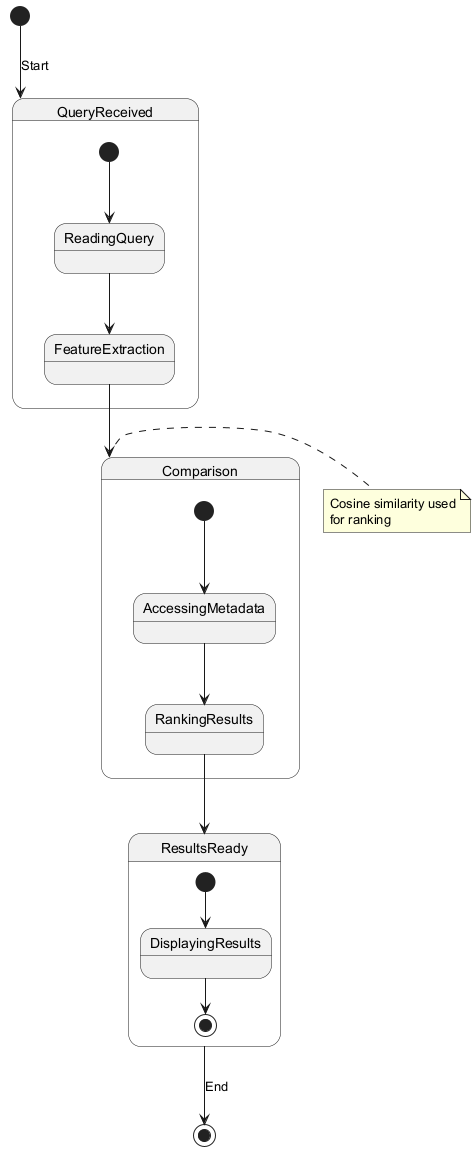 Start
QueryReceived
ReadingQuery
FeatureExtraction
Comparison
Cosine similarity used
for ranking
AccessingMetadata
RankingResults
ResultsReady
DisplayingResults
End